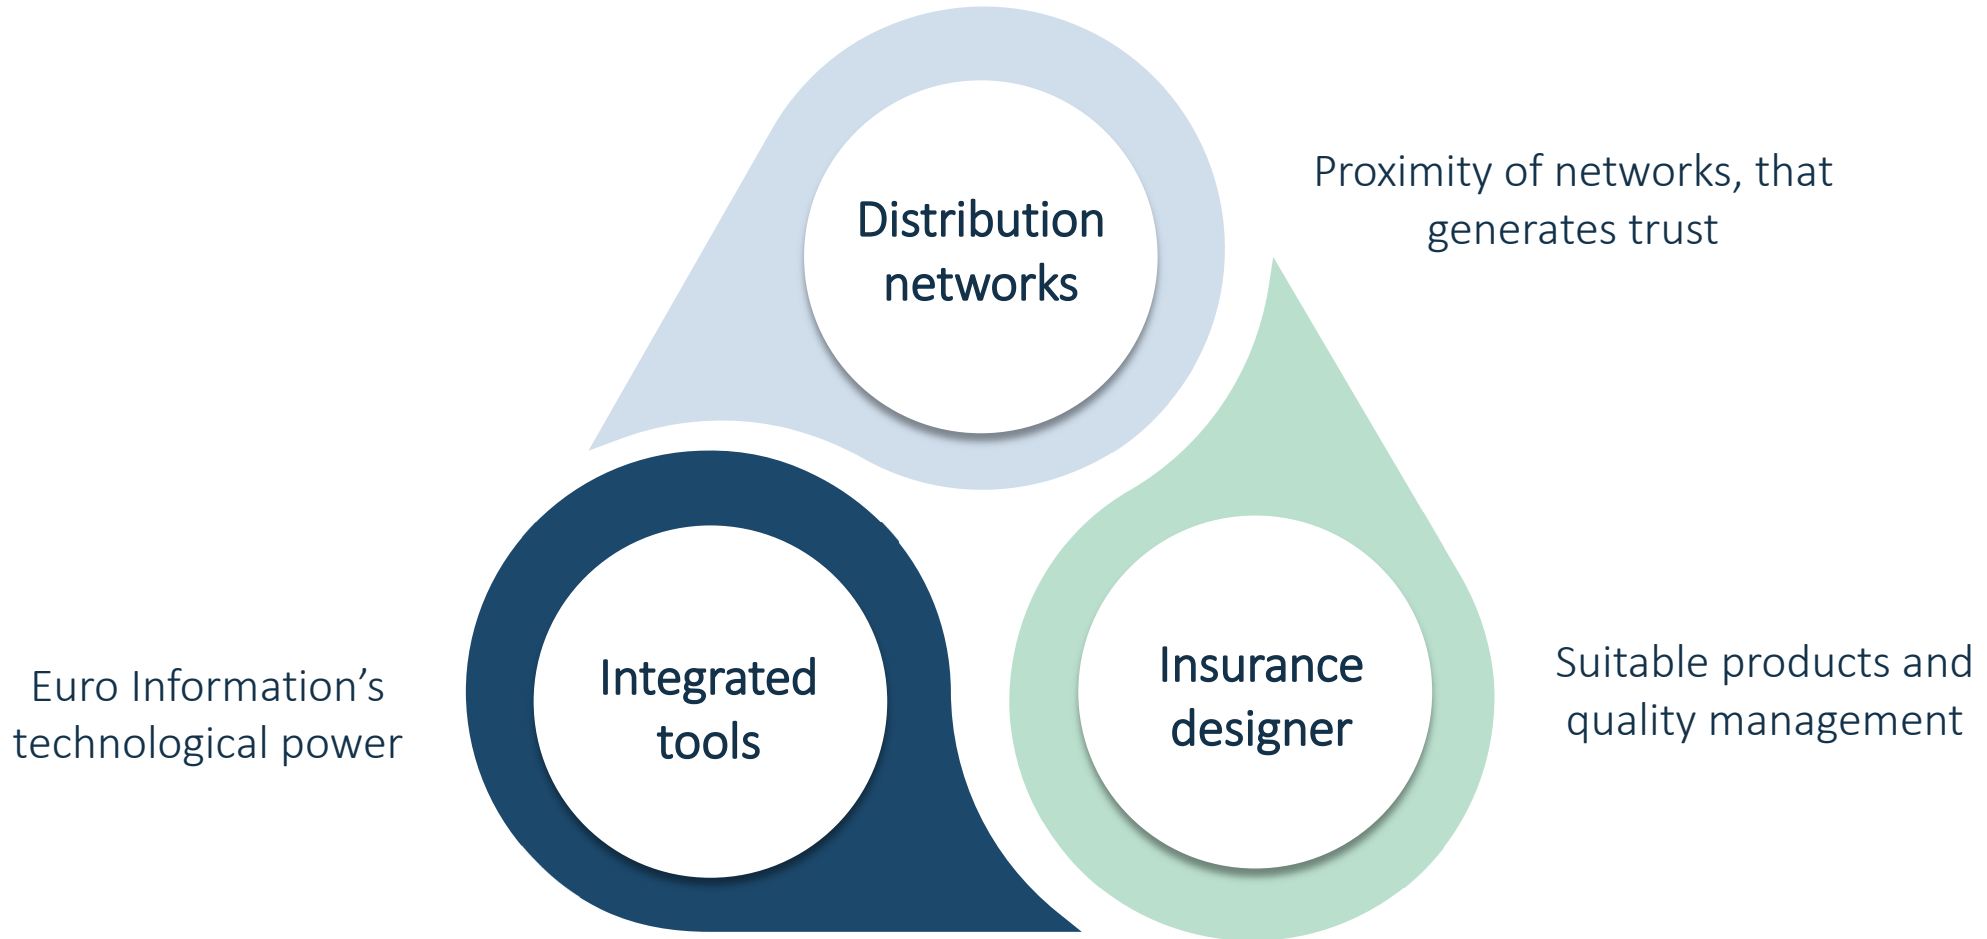 Distribution
networks
Proximity of networks, that
generates trust
Integrated
tools
Euro Information’s
technological power
Insurance
designer
Suitable products and
quality management